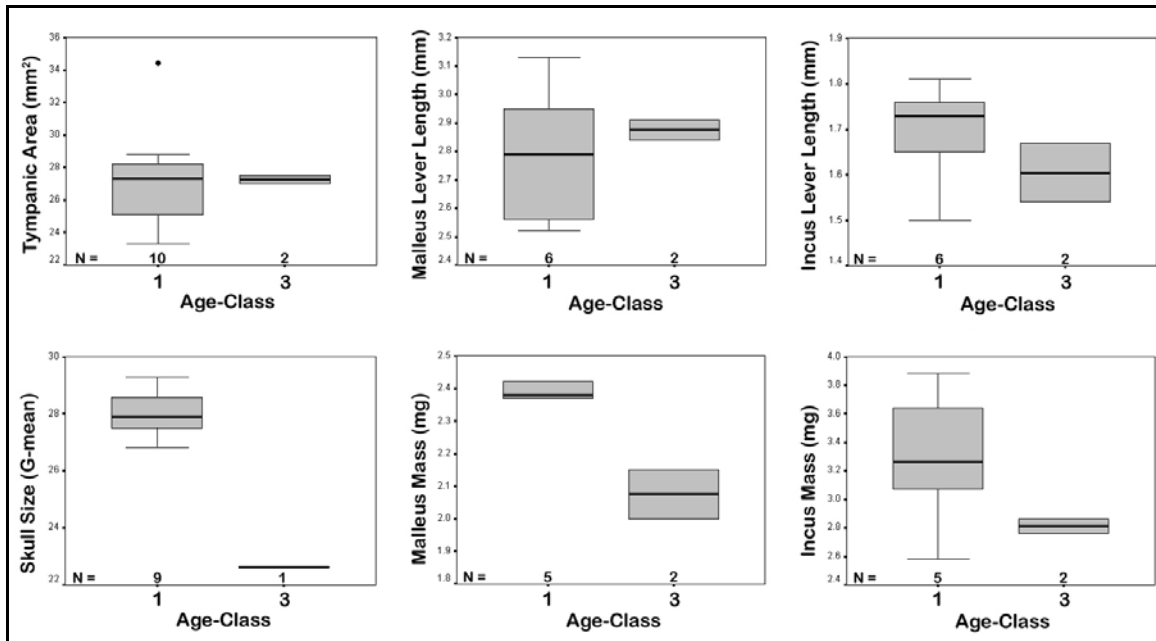 Tympanic Area (mm²)
36
34
32
30
28
26
24
22
N = 10 2
1 3
Age-Class
Malleus Lever Length (mm)
3.2
3.1
3.0
2.9
2.8
2.7
2.6
2.5
2.4
N = 6 2
1 3
Age-Class
Incus Lever Length (mm)
1.9
1.8
1.7
1.6
1.5
1.4
N = 6 2
1 3
Age-Class
Skull Size (G-mean)
30
28
26
24
22
N = 9 1
1 3
Age-Class
Malleus Mass (mg)
2.5
2.4
2.3
2.2
2.1
2.0
1.9
1.8
N = 5 2
1 3
Age-Class
Incus Mass (mg)
4.0
3.8
3.6
3.4
3.2
3.0
2.8
2.6
2.4
N = 5 2
1 3
Age-Class